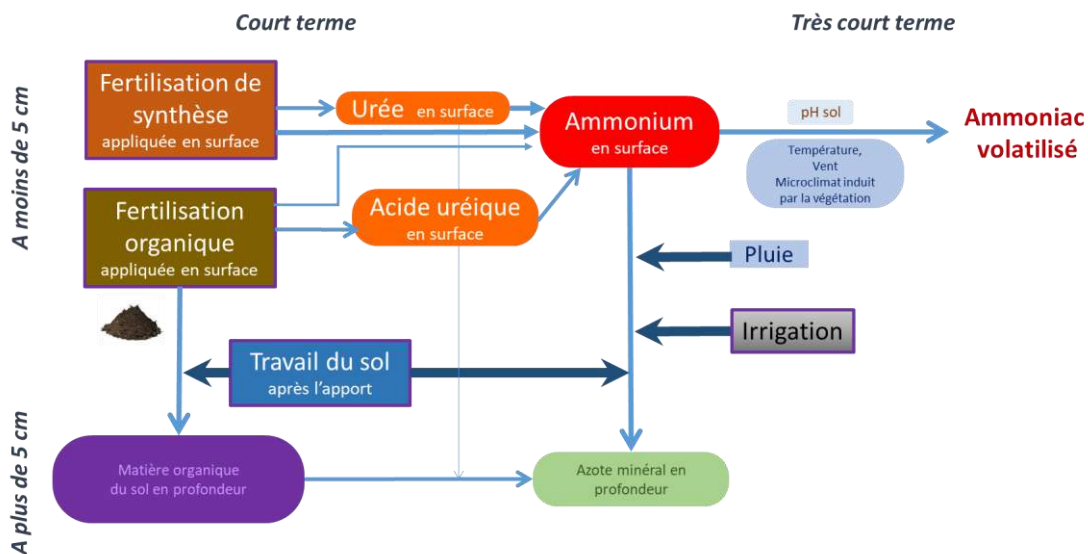 Court terme
Très court terme
A moins de 5 cm
Fertilisation de
synthèse
appliquée en surface
Urée en surface
Ammonium
en surface
pH sol
Température,
Vent
Microclimat induit
par la végétation
Ammoniac
volatilisé
Fertilisation
organique
appliquée en surface
Acide uréique
en surface
Pluie
Irrigation
Travail du sol
après l'apport
A plus de 5 cm
Matière organique
du sol en profondeur
Azote minéral en
profondeur